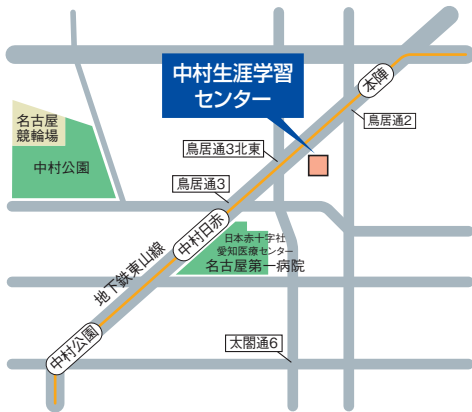 中村生涯学習
センター
本陣
鳥居通2
名古屋
競輪場
鳥居通3北東
中村公園
鳥居通3
中村日赤
日本赤十字社
愛知医療センター
名古屋第一病院
地下鉄東山線
中村公園
太閤通6